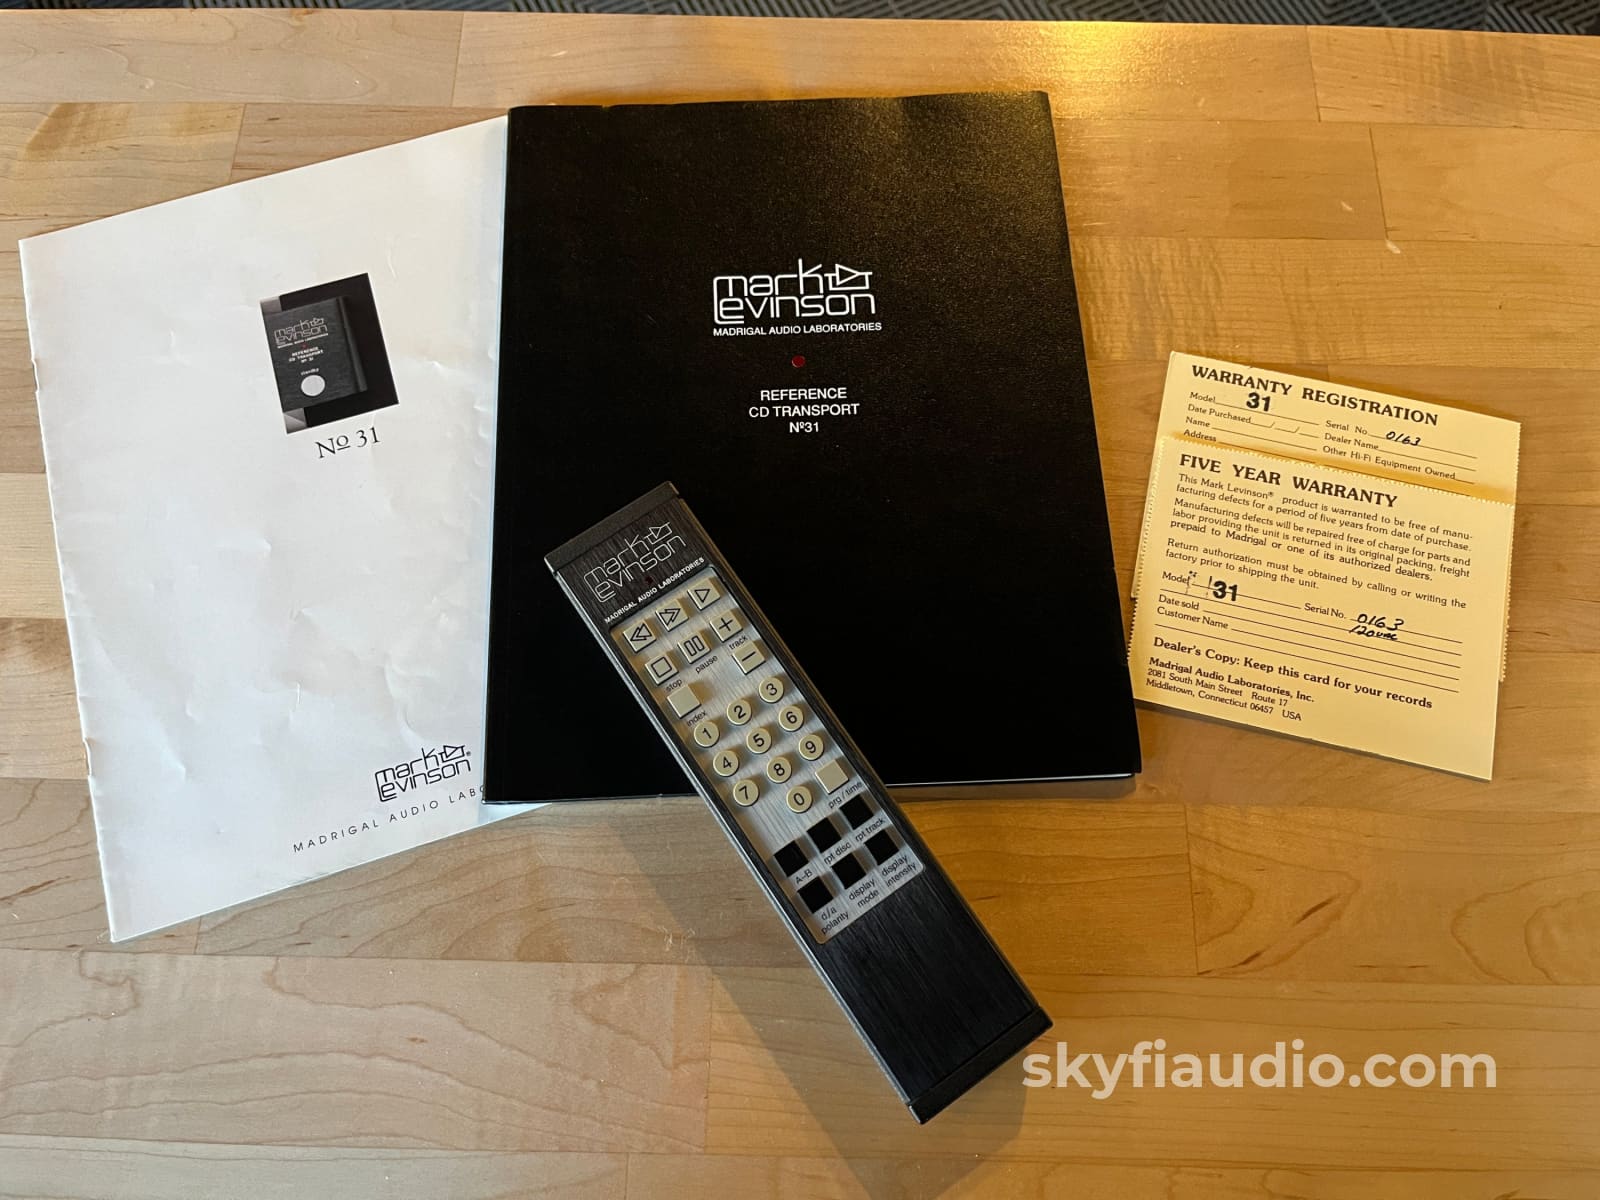 mark
Levinson
MADRIGAL AUDIO LABORATORIES
REFERENCE
CD TRANSPORT
Nº 31
standby
Nº 31
mark
Levinson®
MADRIGAL AUDIO LABO
mark
Levinson
MADRIGAL AUDIO LABORATORIES
REFERENCE
CD TRANSPORT
Nº31
mark
Levinson
MADRIGAL AUDIO LABORATORIES
stop
pause
track
index
1 2 3
4 5 6
7 8 9
0
prg / time
A–B
rpt disc
rpt track
d/a
polarity
display
mode
display
intensity
WARRANTY REGISTRATION
Model 31 Serial No. 0163
Date Purchased / / Dealer Name
Name Other Hi-Fi Equipment Owned
Address
FIVE YEAR WARRANTY
This Mark Levinson® product is warranted to be free of manu-
facturing defects for a period of five years from date of purchase.
Manufacturing defects will be repaired free of charge for parts and
labor providing the unit is returned in its original packing, freight
prepaid to Madrigal or one of its authorized dealers.
Return authorization must be obtained by calling or writing the
factory prior to shipping the unit.
Model 31 Serial No. 0163
120vac
Date sold
Customer Name
Dealer's Copy: Keep this card for your records
Madrigal Audio Laboratories, Inc.
2081 South Main Street Route 17
Middletown, Connecticut 06457 USA
skyfiaudio.com